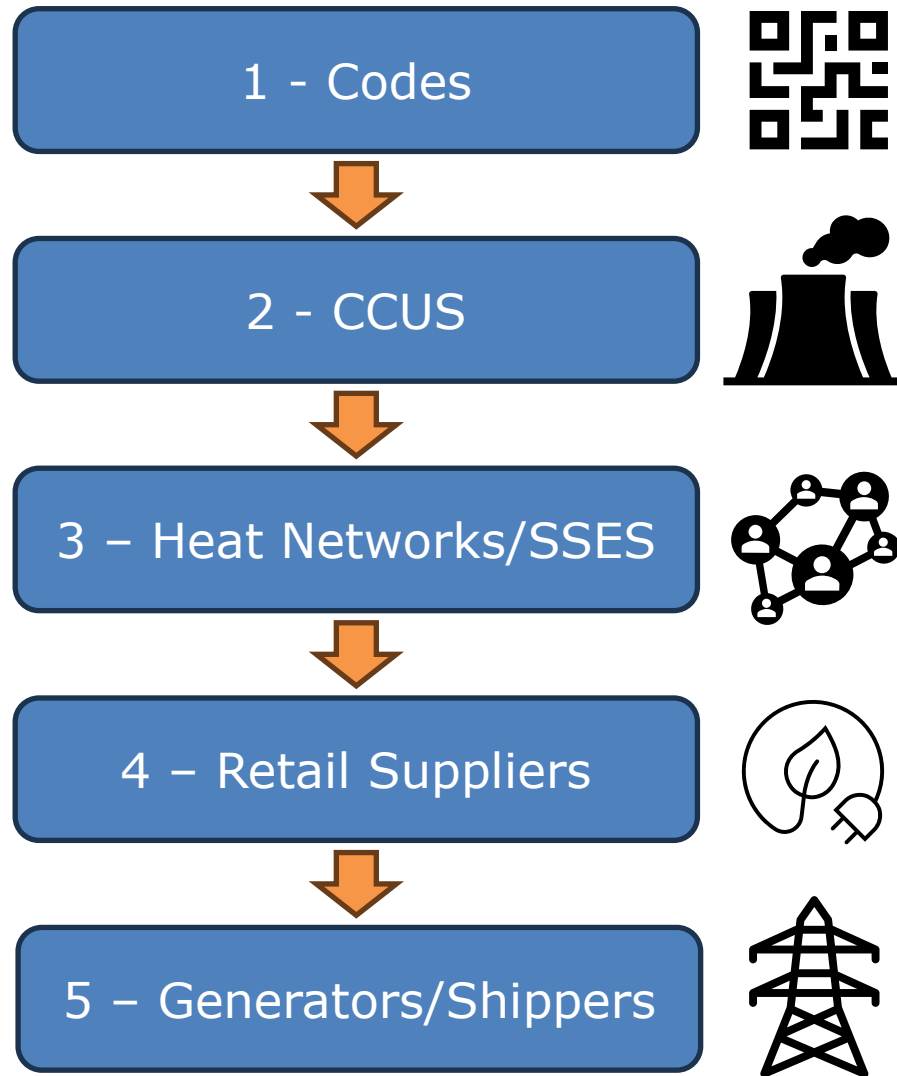 1 - Codes
2 - CCUS
3 – Heat Networks/SSES
4 – Retail Suppliers
5 – Generators/Shippers